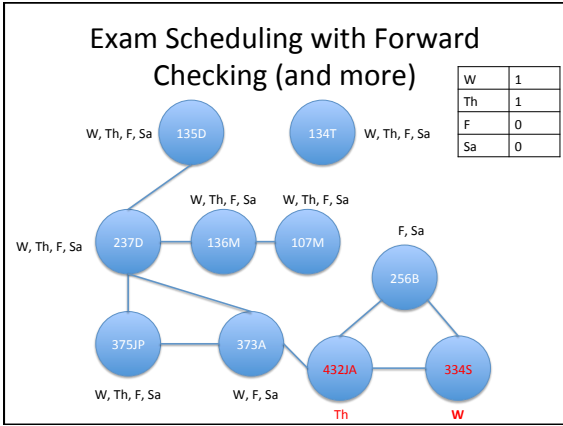 Exam Scheduling with Forward
Checking (and more)
W 1
Th 1
F 0
Sa 0
W, Th, F, Sa
135D
134T
W, Th, F, Sa
W, Th, F, Sa
W, Th, F, Sa
W, Th, F, Sa
237D
136M
107M
F, Sa
256B
375JP
373A
432JA
334S
W, Th, F, Sa
W, F, Sa
Th
W